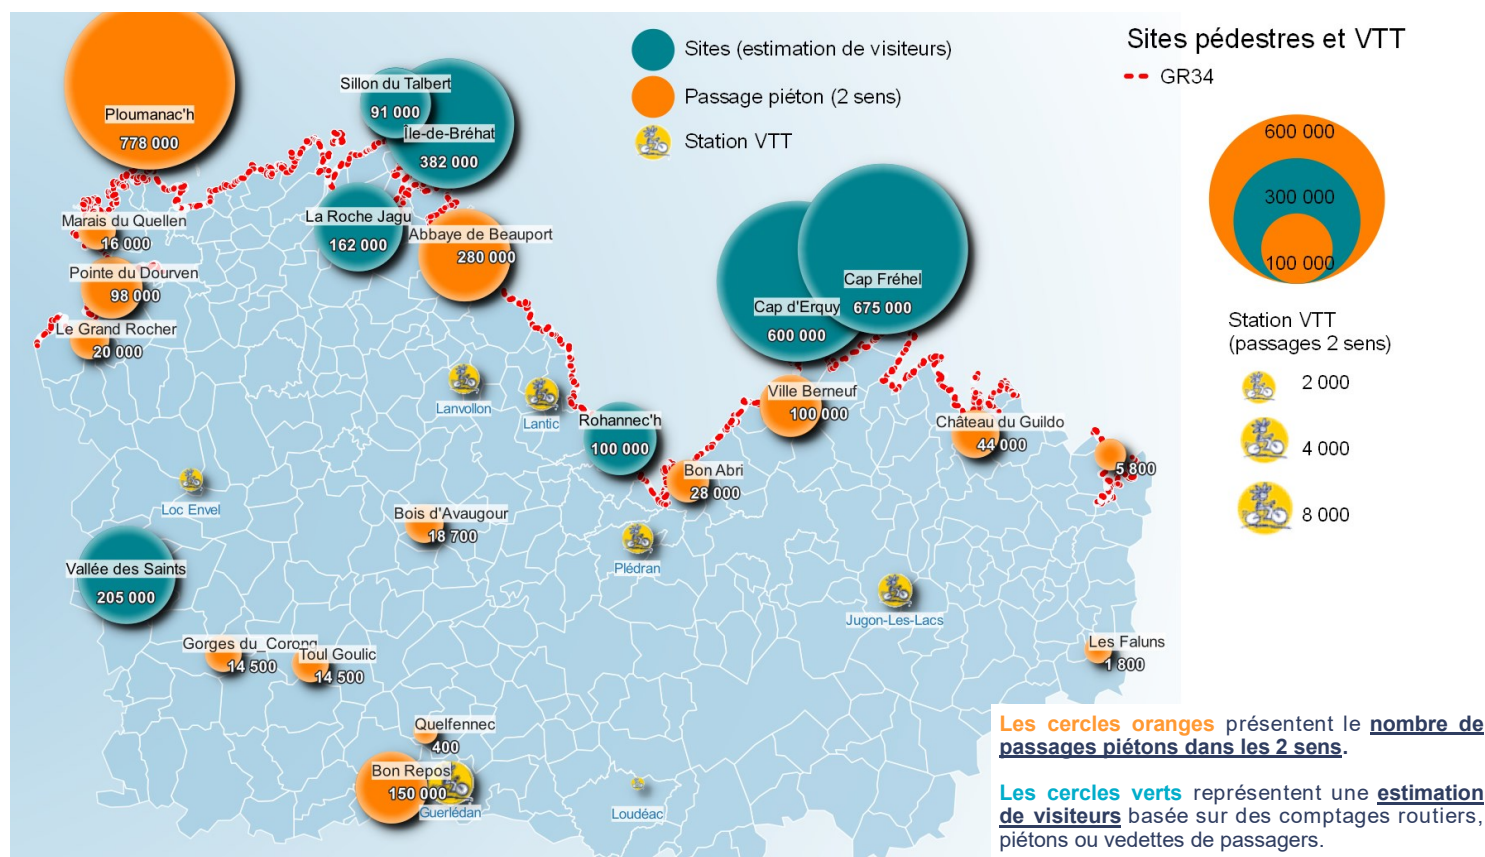 Sites (estimation de visiteurs)
Passage piéton (2 sens)
Station VTT
Sites pédestres et VTT
GR34
600 000
300 000
100 000
Station VTT
(passages 2 sens)
2 000
4 000
8 000
Ploumanac'h
778 000
Sillon du Talbert
91 000
Île-de-Bréhat
382 000
Marais du Quellen
16 000
La Roche Jagu
162 000
Abbaye de Beauport
280 000
Pointe du Dourven
98 000
Le Grand Rocher
20 000
Cap Fréhel
675 000
Cap d'Erquy
600 000
Lanvollon
Lantic
Ville Berneuf
100 000
Rohannec'h
100 000
Château du Guildo
44 000
Bon Abri
28 000
5 800
Loc Envel
Bois d'Avaugour
18 700
Plédran
Vallée des Saints
205 000
Jugon-Les-Lacs
Gorges du_Corong
14 500
Toul Goulic
14 500
Les Faluns
1 800
Quelfennec
400
Bon Repos
150 000
Guerlédan
Loudéac
Les cercles oranges présentent le nombre de
passages piétons dans les 2 sens.
Les cercles verts représentent une estimation
de visiteurs basée sur des comptages routiers,
piétons ou vedettes de passagers.